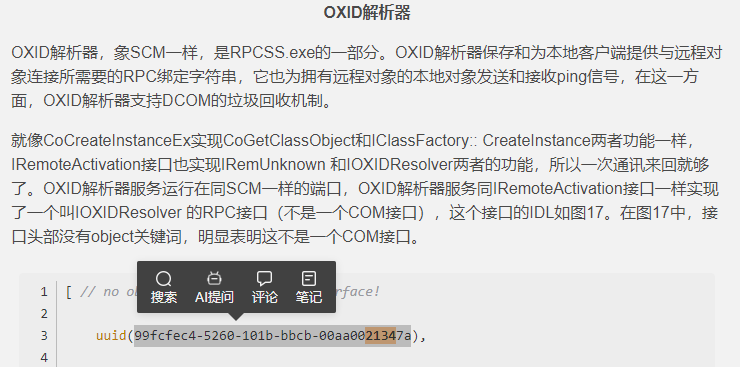 OXID解析器
OXID解析器，象SCM一样，是RPCSS.exe的一部分。OXID解析器保存和为本地客户端提供与远程对
象连接所需要的RPC绑定字符串，它也为拥有远程对象的本地对象发送和接收ping信号，在这一方
面，OXID解析器支持DCOM的垃圾回收机制。
就像CoCreateInstanceEx实现CoGetClassObject和IClassFactory:: CreateInstance两者功能一样，
IRemoteActivation接口也实现IRemUnknown 和IOXIDResolver两者的功能，所以一次通讯来回就够
了。OXID解析器服务运行在同SCM一样的端口，OXID解析器服务同IRemoteActivation接口一样实现
了一个叫IOXIDResolver 的RPC接口（不是一个COM接口），这个接口的IDL如图17。在图17中，接
口头部没有object关键词，明显表明这不是一个COM接口。
搜索 AI提问 评论 笔记
1 [ // no ob rface!
2
3 uuid(99fcfec4-5260-101b-bbcb-00aa0021347a),
4